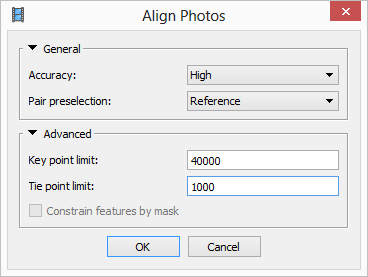 Align Photos
General
Accuracy: High
Pair preselection: Reference
Advanced
Key point limit: 40000
Tie point limit: 1000
Constrain features by mask
OK Cancel